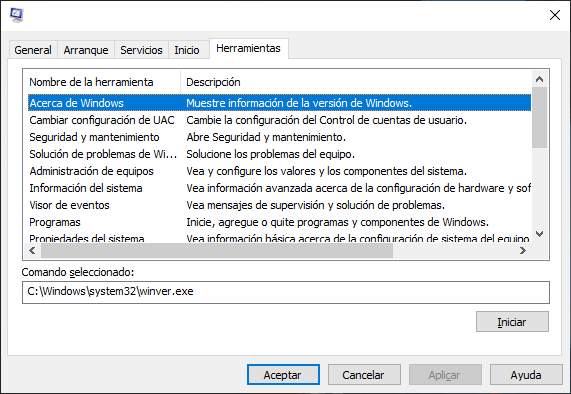 General Arranque Servicios Inicio Herramientas
Nombre de la herramienta Descripción
Acerca de Windows Muestre información de la versión de Windows.
Cambiar configuración de UAC Cambie la configuración del Control de cuentas de usuario.
Seguridad y mantenimiento Abre Seguridad y mantenimiento.
Solución de problemas de Wi... Solucione los problemas del equipo.
Administración de equipos Vea y configure los valores y los componentes del sistema.
Información del sistema Vea información avanzada acerca de la configuración de hardware y sof
Visor de eventos Vea mensajes de supervisión y solución de problemas.
Programas Inicie, agregue o quite programas y componentes de Windows.
Propiedades del sistema Vea información básica acerca de la configuración de sistema del equipo
Comando seleccionado:
C:\Windows\system32\winver.exe
Iniciar
Aceptar Cancelar Aplicar Ayuda